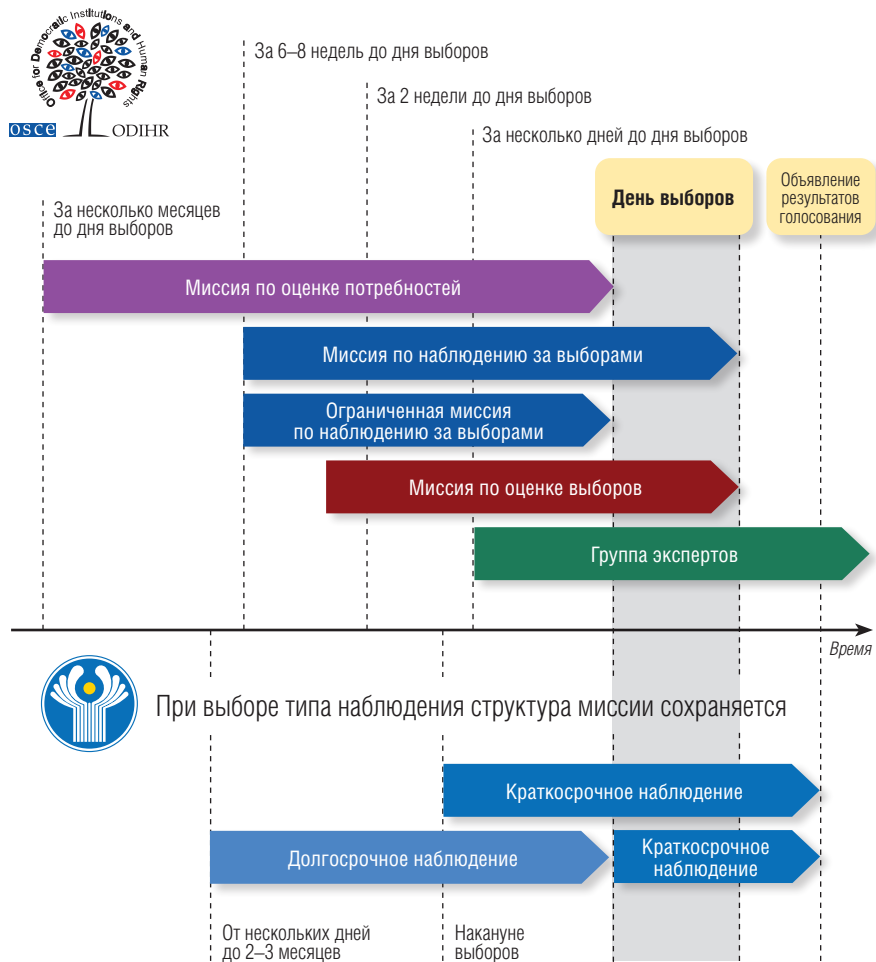 Office for Democratic Institutions and Human Rights
osce ODIHR
За 6–8 недель до дня выборов
За 2 недели до дня выборов
За несколько дней до дня выборов
За несколько месяцев
до дня выборов
День выборов
Объявление
результатов
голосования
Миссия по оценке потребностей
Миссия по наблюдению за выборами
Ограниченная миссия
по наблюдению за выборами
Миссия по оценке выборов
Группа экспертов
Время
При выборе типа наблюдения структура миссии сохраняется
Краткосрочное наблюдение
Долгосрочное наблюдение
Краткосрочное
наблюдение
От нескольких дней
до 2–3 месяцев
Накануне
выборов